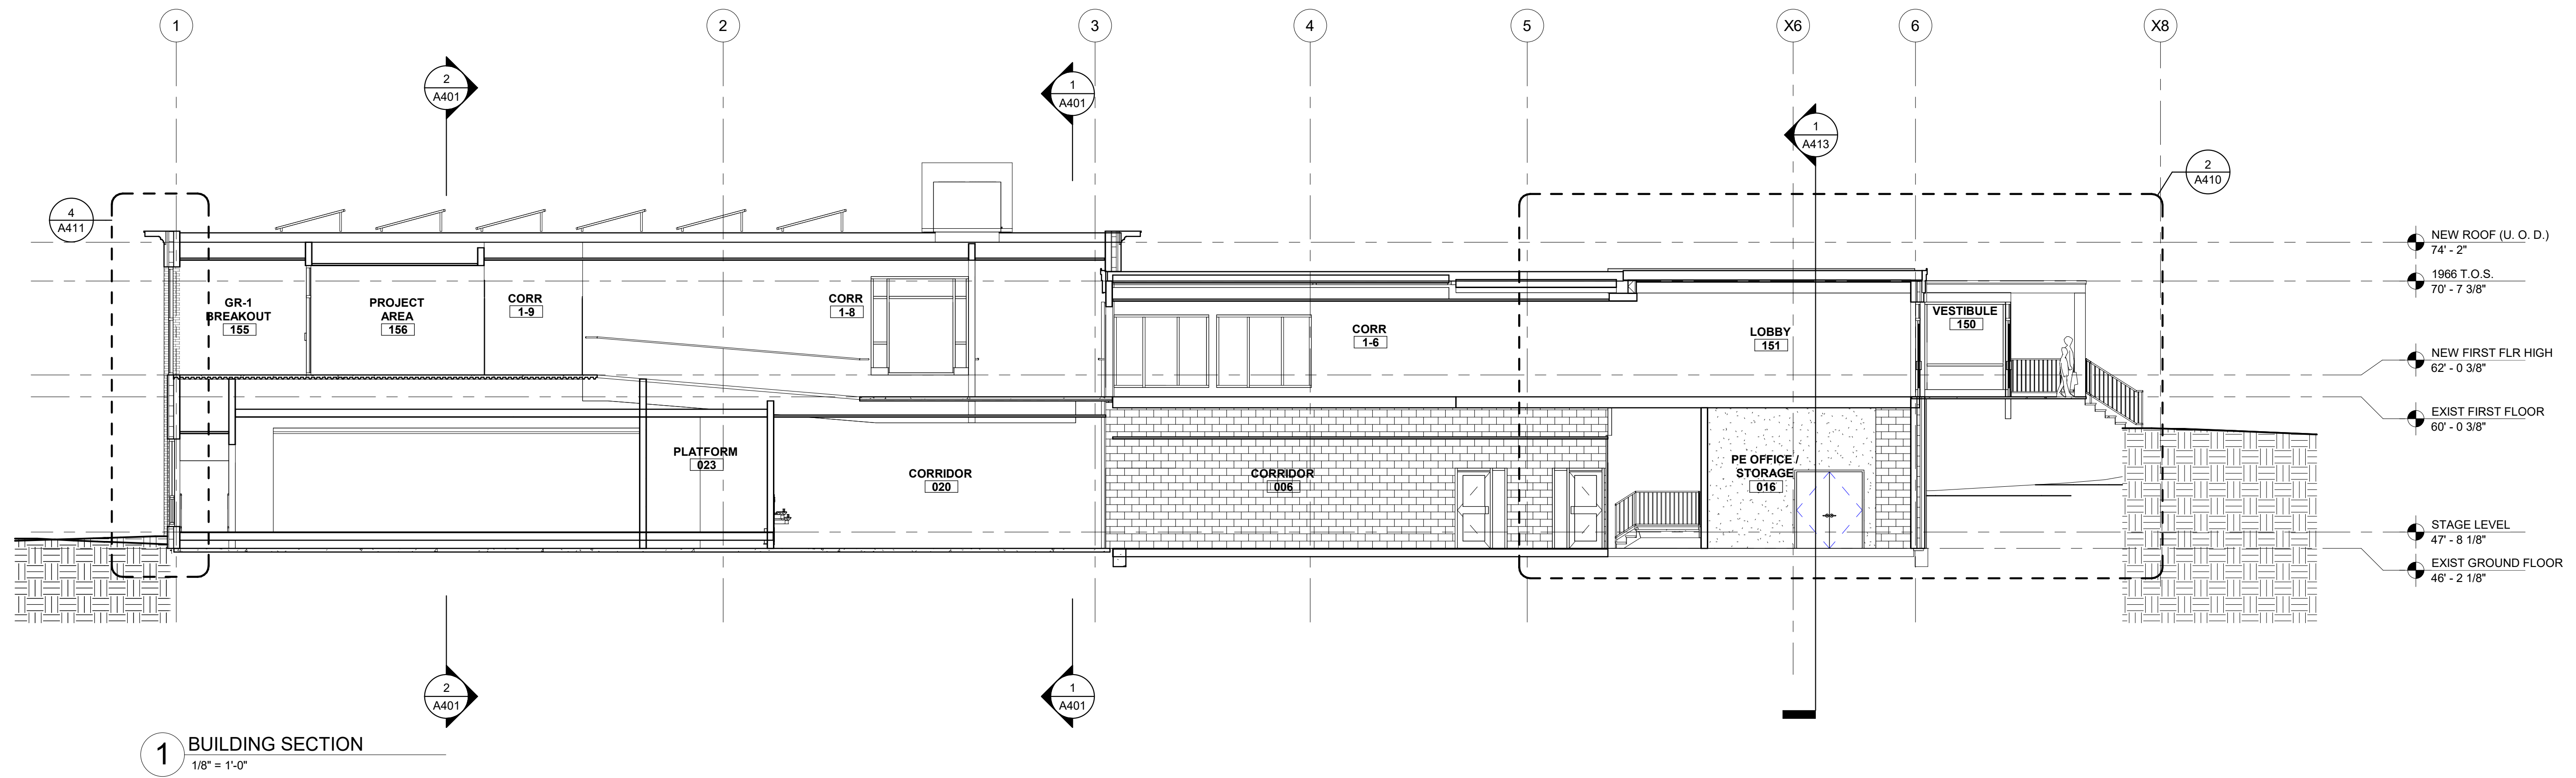 1
2
3
4
5
X6
6
X8
2
A401
1
A401
1
A413
2
A410
4
A411
NEW ROOF (U. O. D.)
74' - 2"
1966 T.O.S.
70' - 7 3/8"
NEW FIRST FLR HIGH
62' - 0 3/8"
EXIST FIRST FLOOR
60' - 0 3/8"
STAGE LEVEL
47' - 8 1/8"
EXIST GROUND FLOOR
46' - 2 1/8"
GR-1
BREAKOUT
155
PROJECT
AREA
156
CORR
1-9
CORR
1-8
CORR
1-6
LOBBY
151
VESTIBULE
150
PLATFORM
023
CORRIDOR
020
CORRIDOR
006
PE OFFICE /
STORAGE
016
2
A401
1
A401
1
BUILDING SECTION
1/8" = 1'-0"